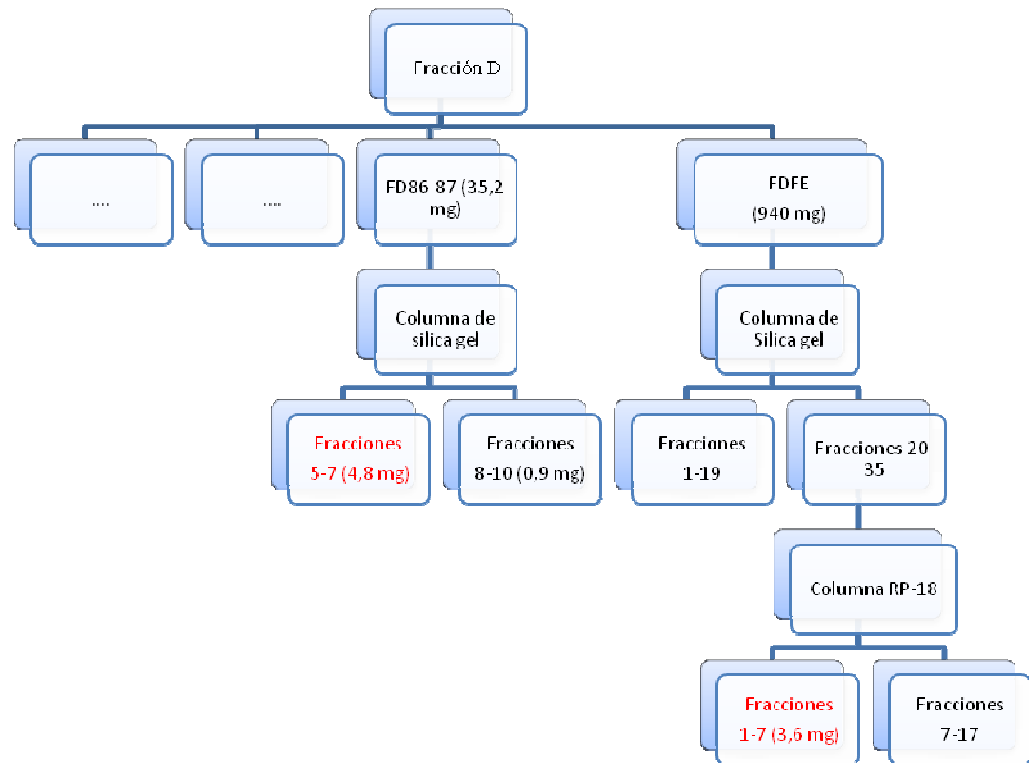 Fracción D
....
....
FD86 87 (35,2
mg)
FDFE
(940 mg)
Columna de
silica gel
Columna de
Silica gel
Fracciones
5-7 (4,8 mg)
Fracciones
8-10 (0,9 mg)
Fracciones
1-19
Fracciones 20
35
Columna RP-18
Fracciones
1-7 (3,6 mg)
Fracciones
7-17